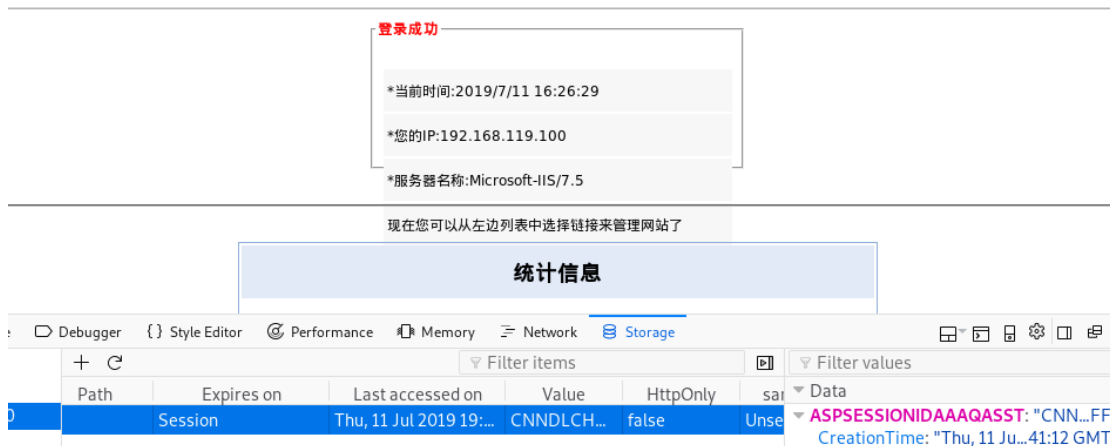 登录成功
*当前时间:2019/7/11 16:26:29
*您的IP:192.168.119.100
*服务器名称:Microsoft-IIS/7.5
现在您可以从左边列表中选择链接来管理网站了
统计信息
Debugger {} Style Editor Performance Memory Network Storage
+ Filter items Filter values
Path Expires on Last accessed on Value HttpOnly sar Data
0 Session Thu, 11 Jul 2019 19:... CNNDLCH... false Unse ASPSESSIONIDAAAQASST: "CNN...FF
CreationTime: "Thu, 11 Ju...41:12 GMT